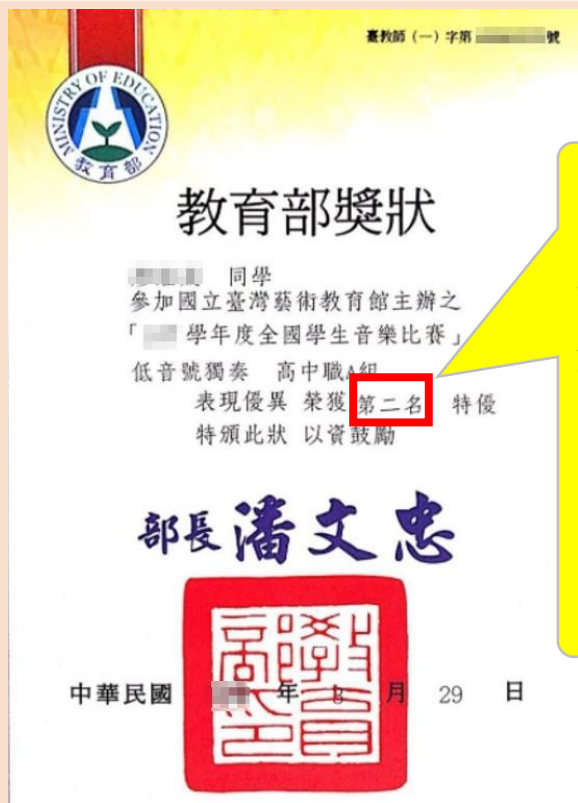 臺教師（一）字第 號
MINISTRY OF EDUCATION
教育部
教育部獎狀
同學
參加國立臺灣藝術教育館主辦之
「 學年度全國學生音樂比賽」
低音號獨奏 高中職A組
表現優異 榮獲 第二名 特優
特頒此狀 以資鼓勵
部長 潘文忠
中華民國 年 月 29 日